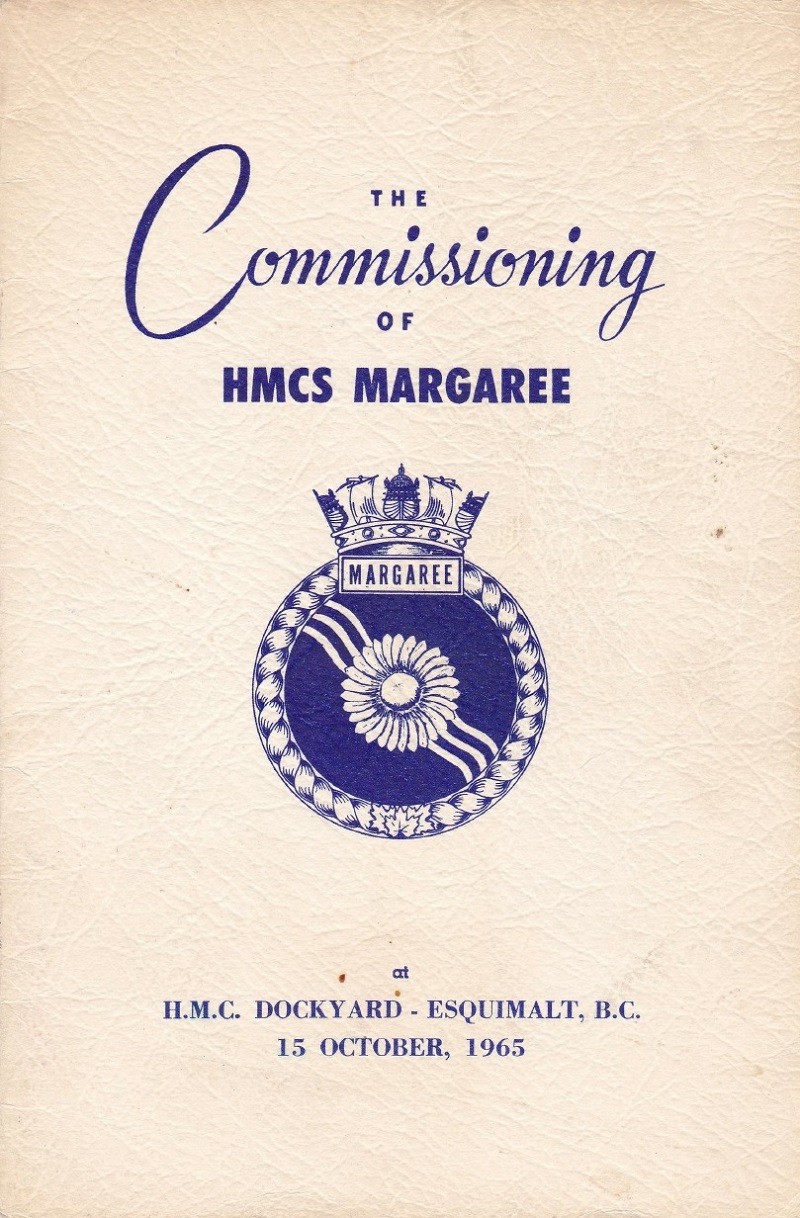 THE
Commissioning
OF
HMCS MARGAREE
MARGAREE
at
H.M.C. DOCKYARD - ESQUIMALT, B.C.
15 OCTOBER, 1965